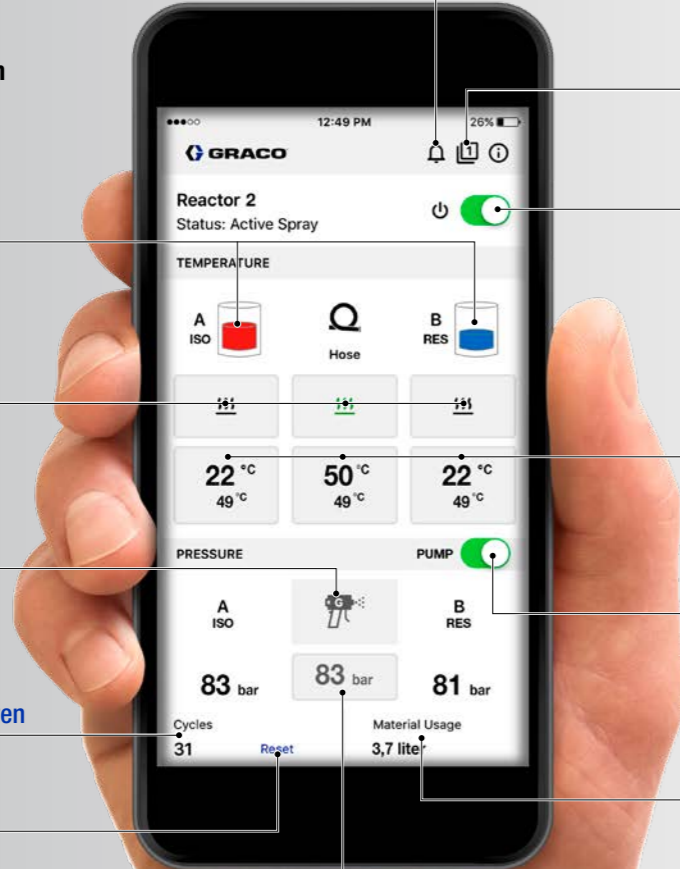 n
12:49 PM
26%
GRACO
1
Reactor 2
Status: Active Spray
TEMPERATURE
A
ISO
Hose
B
RES
22 °C
49 °C
50 °C
49 °C
22 °C
49 °C
PRESSURE
PUMP
A
ISO
G
B
RES
83 bar
83 bar
81 bar
en
Cycles
Material Usage
31
Reset
3,7 liter